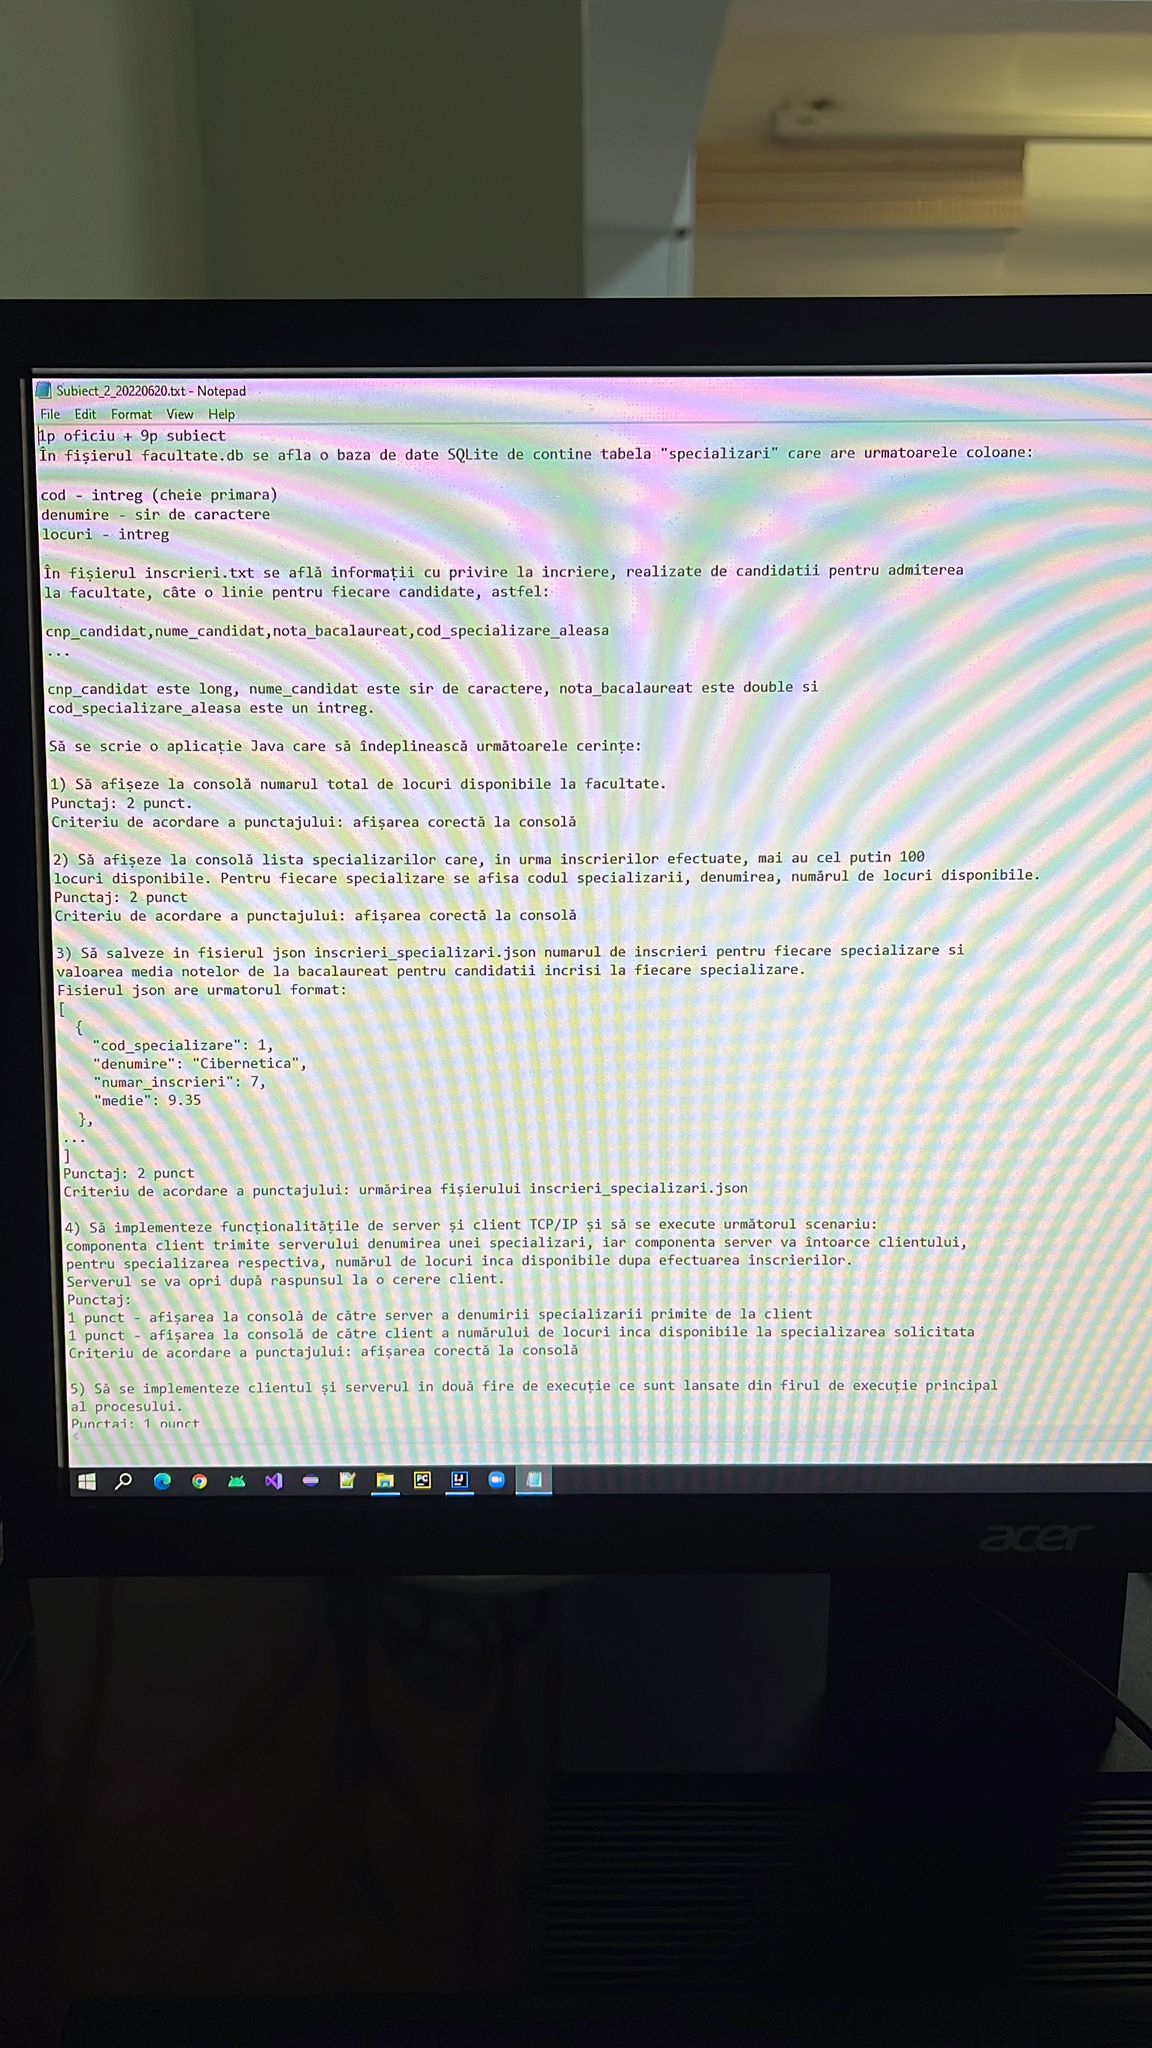 Subiect_2_20220620.txt - Notepad
File Edit Format View Help
1p oficiu + 9p subiect
În fișierul facultate.db se afla o baza de date SQLite de contine tabela "specializari" care are urmatoarele coloane:
cod - intreg (cheie primara)
denumire - sir de caractere
locuri - intreg
În fișierul inscrieri.txt se află informații cu privire la incriere, realizate de candidatii pentru admiterea
la facultate, câte o linie pentru fiecare candidate, astfel:
cnp_candidat,nume_candidat,nota_bacalaureat,cod_specializare_aleasa
...
cnp_candidat este long, nume_candidat este sir de caractere, nota_bacalaureat este double si
cod_specializare_aleasa este un intreg.
Să se scrie o aplicație Java care să îndeplinească următoarele cerințe:
1) Să afișeze la consolă numarul total de locuri disponibile la facultate.
Punctaj: 2 punct.
Criteriu de acordare a punctajului: afișarea corectă la consolă
2) Să afișeze la consolă lista specializarilor care, in urma inscrierilor efectuate, mai au cel putin 100
locuri disponibile. Pentru fiecare specializare se afisa codul specializarii, denumirea, numărul de locuri disponibile.
Punctaj: 2 punct
Criteriu de acordare a punctajului: afișarea corectă la consolă
3) Să salveze in fisierul json inscrieri_specializari.json numarul de inscrieri pentru fiecare specializare si
valoarea media notelor de la bacalaureat pentru candidatii incrisi la fiecare specializare.
Fisierul json are urmatorul format:
[
{
"cod_specializare": 1,
"denumire": "Cibernetica",
"numar_inscrieri": 7,
"medie": 9.35
},
...
]
Punctaj: 2 punct
Criteriu de acordare a punctajului: urmărirea fișierului inscrieri_specializari.json
4) Să implementeze funcționalitățile de server și client TCP/IP și să se execute următorul scenariu:
componenta client trimite serverului denumirea unei specializari, iar componenta server va întoarce clientului,
pentru specializarea respectiva, numărul de locuri inca disponibile dupa efectuarea inscrierilor.
Serverul se va opri după raspunsul la o cerere client.
Punctaj:
1 punct - afișarea la consolă de către server a denumirii specializării primite de la client
1 punct - afișarea la consolă de către client a numărului de locuri inca disponibile la specializarea solicitata
Criteriu de acordare a punctajului: afișarea corectă la consolă
5) Să se implementeze clientul și serverul in două fire de execuție ce sunt lansate din firul de execuție principal
al procesului.
Punctaj: 1 punct
PC
IJ
acer